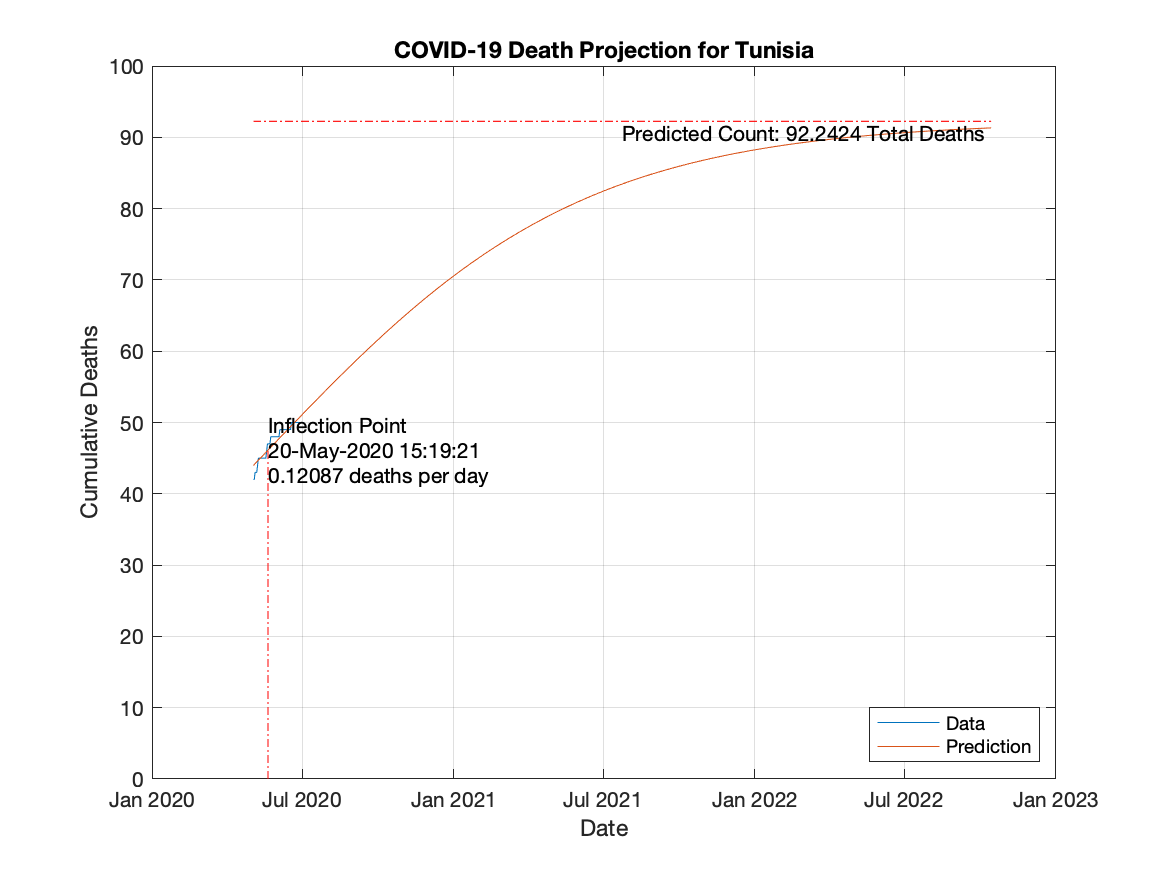 COVID-19 Death Projection for Tunisia
100
90
80
70
60
50
40
30
20
10
0
Cumulative Deaths
Predicted Count: 92.2424 Total Deaths
Inflection Point
20-May-2020 15:19:21
0.12087 deaths per day
Data
Prediction
Jan 2020
Jul 2020
Jan 2021
Jul 2021
Jan 2022
Jul 2022
Jan 2023
Date